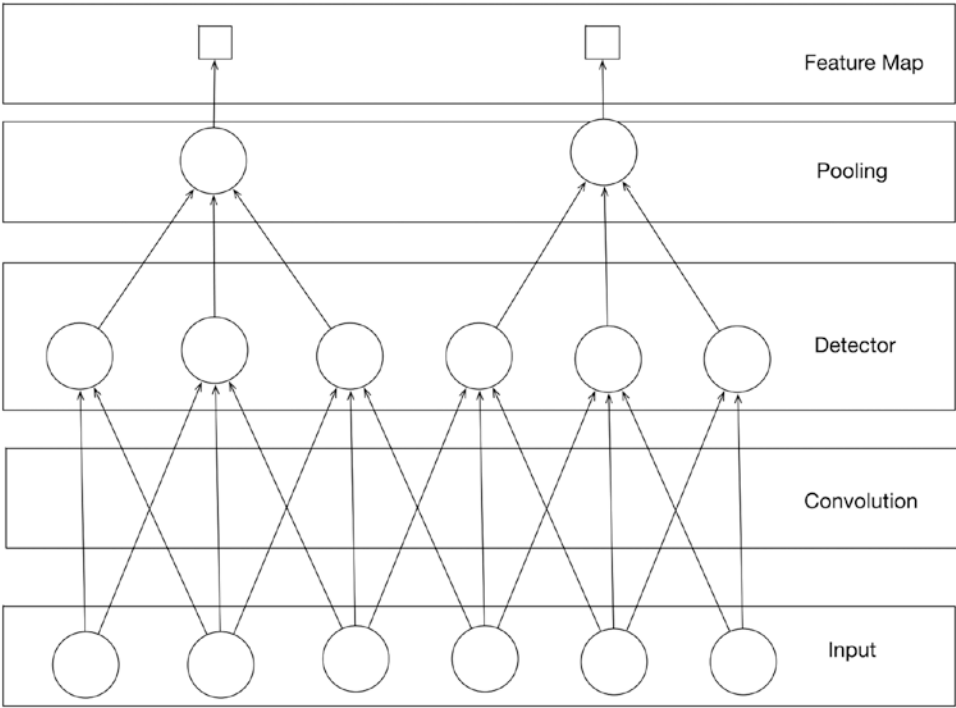 Feature Map
Pooling
Detector
Convolution
Input